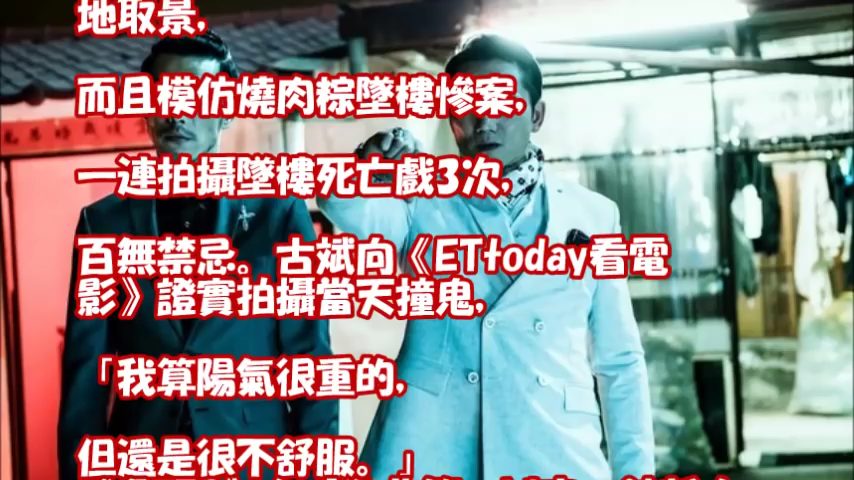 地取景,
而且模仿燒肉粽墜樓慘案,
一連拍攝墜樓死亡戲3次,
百無禁忌。古斌向《ETtoday看電
影》證實拍攝當天撞鬼,
「我算陽氣很重的,
但還是很不舒服。」